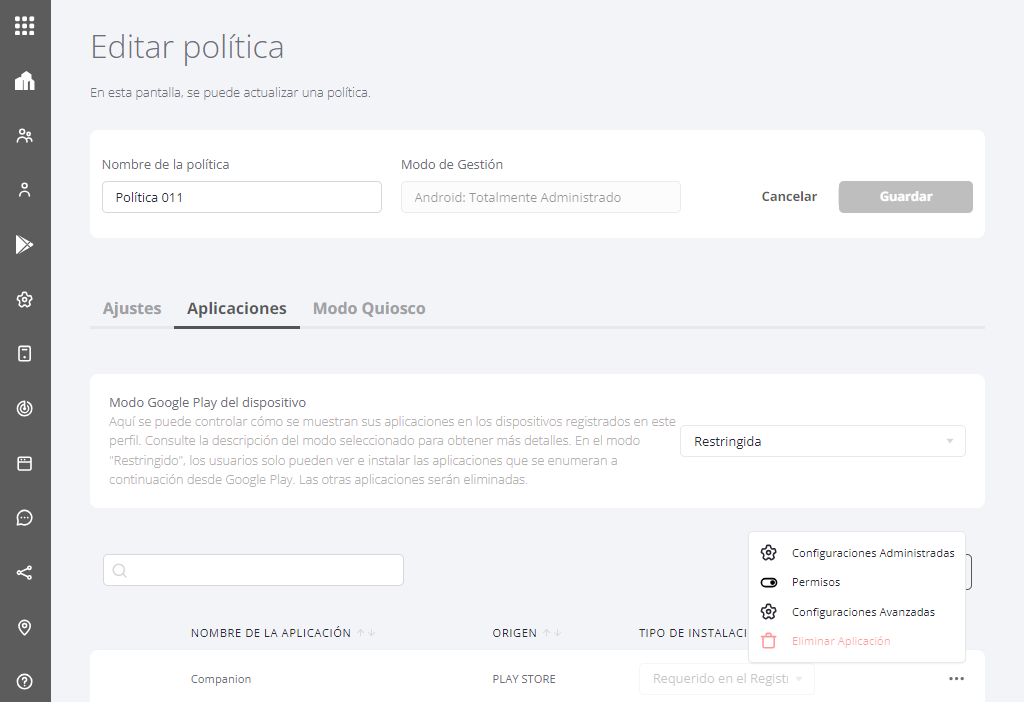 Editar política
En esta pantalla, se puede actualizar una política.
Nombre de la política
Modo de Gestión
Política 011
Android: Totalmente Administrado
Cancelar
Guardar
Ajustes
Aplicaciones
Modo Quiosco
Modo Google Play del dispositivo
Aquí se puede controlar cómo se muestran sus aplicaciones en los dispositivos registrados en este
perfil. Consulte la descripción del modo seleccionado para obtener más detalles. En el modo
"Restringido", los usuarios solo pueden ver e instalar las aplicaciones que se enumeran a
continuación desde Google Play. Las otras aplicaciones serán eliminadas.
Restringida
Configuraciones Administradas
Permisos
Configuraciones Avanzadas
Eliminar Aplicación
NOMBRE DE LA APLICACIÓN
ORIGEN
TIPO DE INSTALACI
Companion
PLAY STORE
Requerido en el Registr